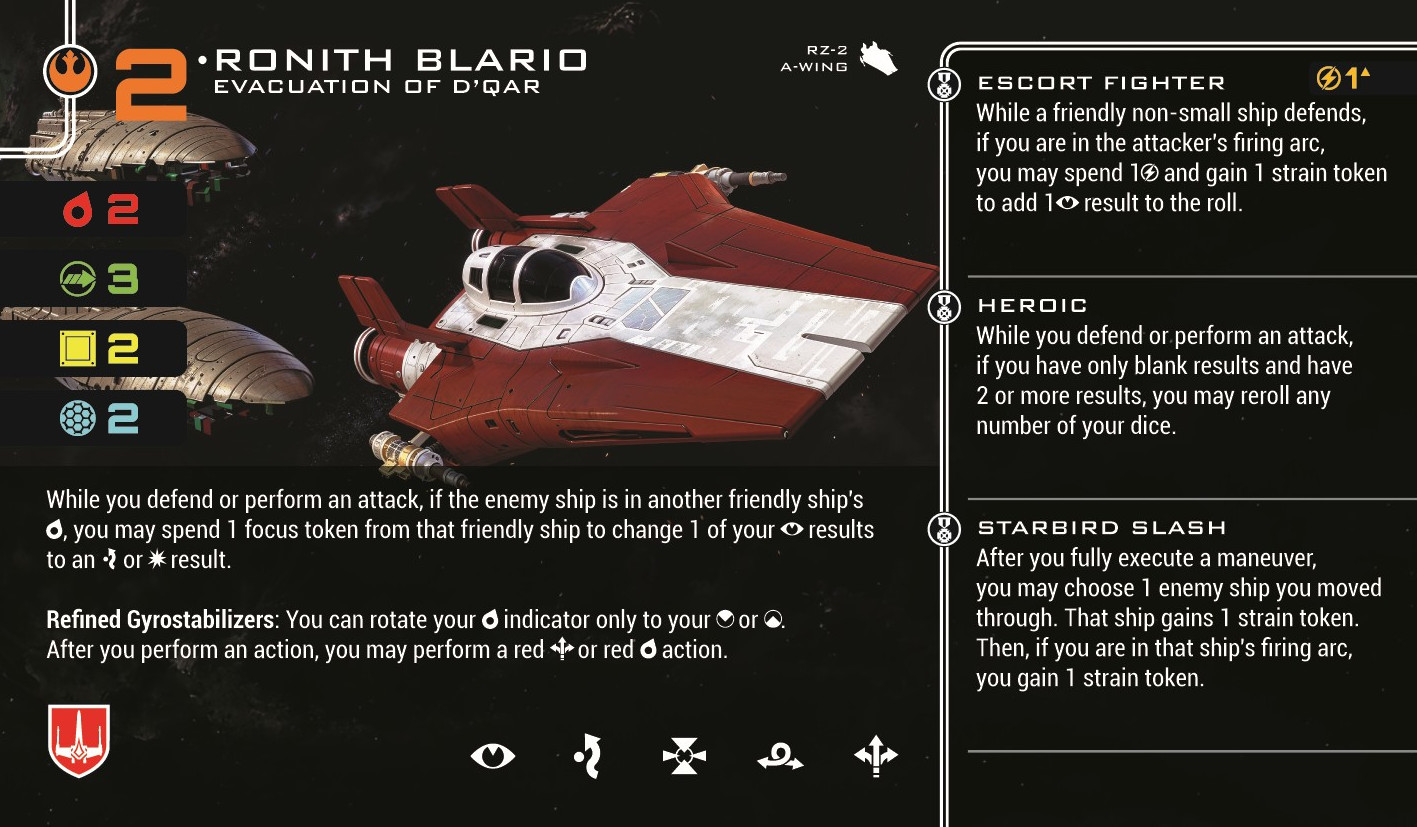 2
•RONITH BLARIO
EVACUATION OF D'QAR
RZ-2
A-WING
2
3
2
2
While you defend or perform an attack, if the enemy ship is in another friendly ship's
, you may spend 1 focus token from that friendly ship to change 1 of your results
to an or result.
Refined Gyrostabilizers: You can rotate your indicator only to your or .
After you perform an action, you may perform a red or red action.
ESCORT FIGHTER
1
While a friendly non-small ship defends,
if you are in the attacker's firing arc,
you may spend 1 and gain 1 strain token
to add 1 result to the roll.
HEROIC
While you defend or perform an attack,
if you have only blank results and have
2 or more results, you may reroll any
number of your dice.
STARBIRD SLASH
After you fully execute a maneuver,
you may choose 1 enemy ship you moved
through. That ship gains 1 strain token.
Then, if you are in that ship's firing arc,
you gain 1 strain token.